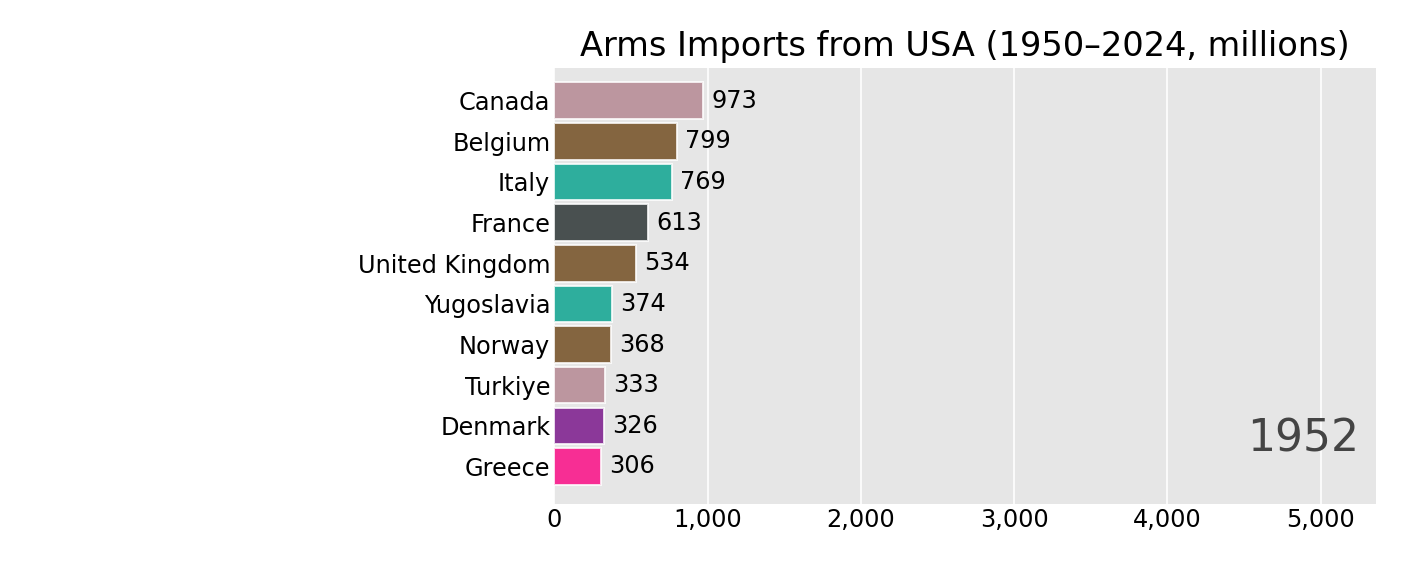 Arms Imports from USA (1950–2024, millions)
Canada 973
Belgium 799
Italy 769
France 613
United Kingdom 534
Yugoslavia 374
Norway 368
Turkiye 333
Denmark 326
1952
Greece 306
0 1,000 2,000 3,000 4,000 5,000